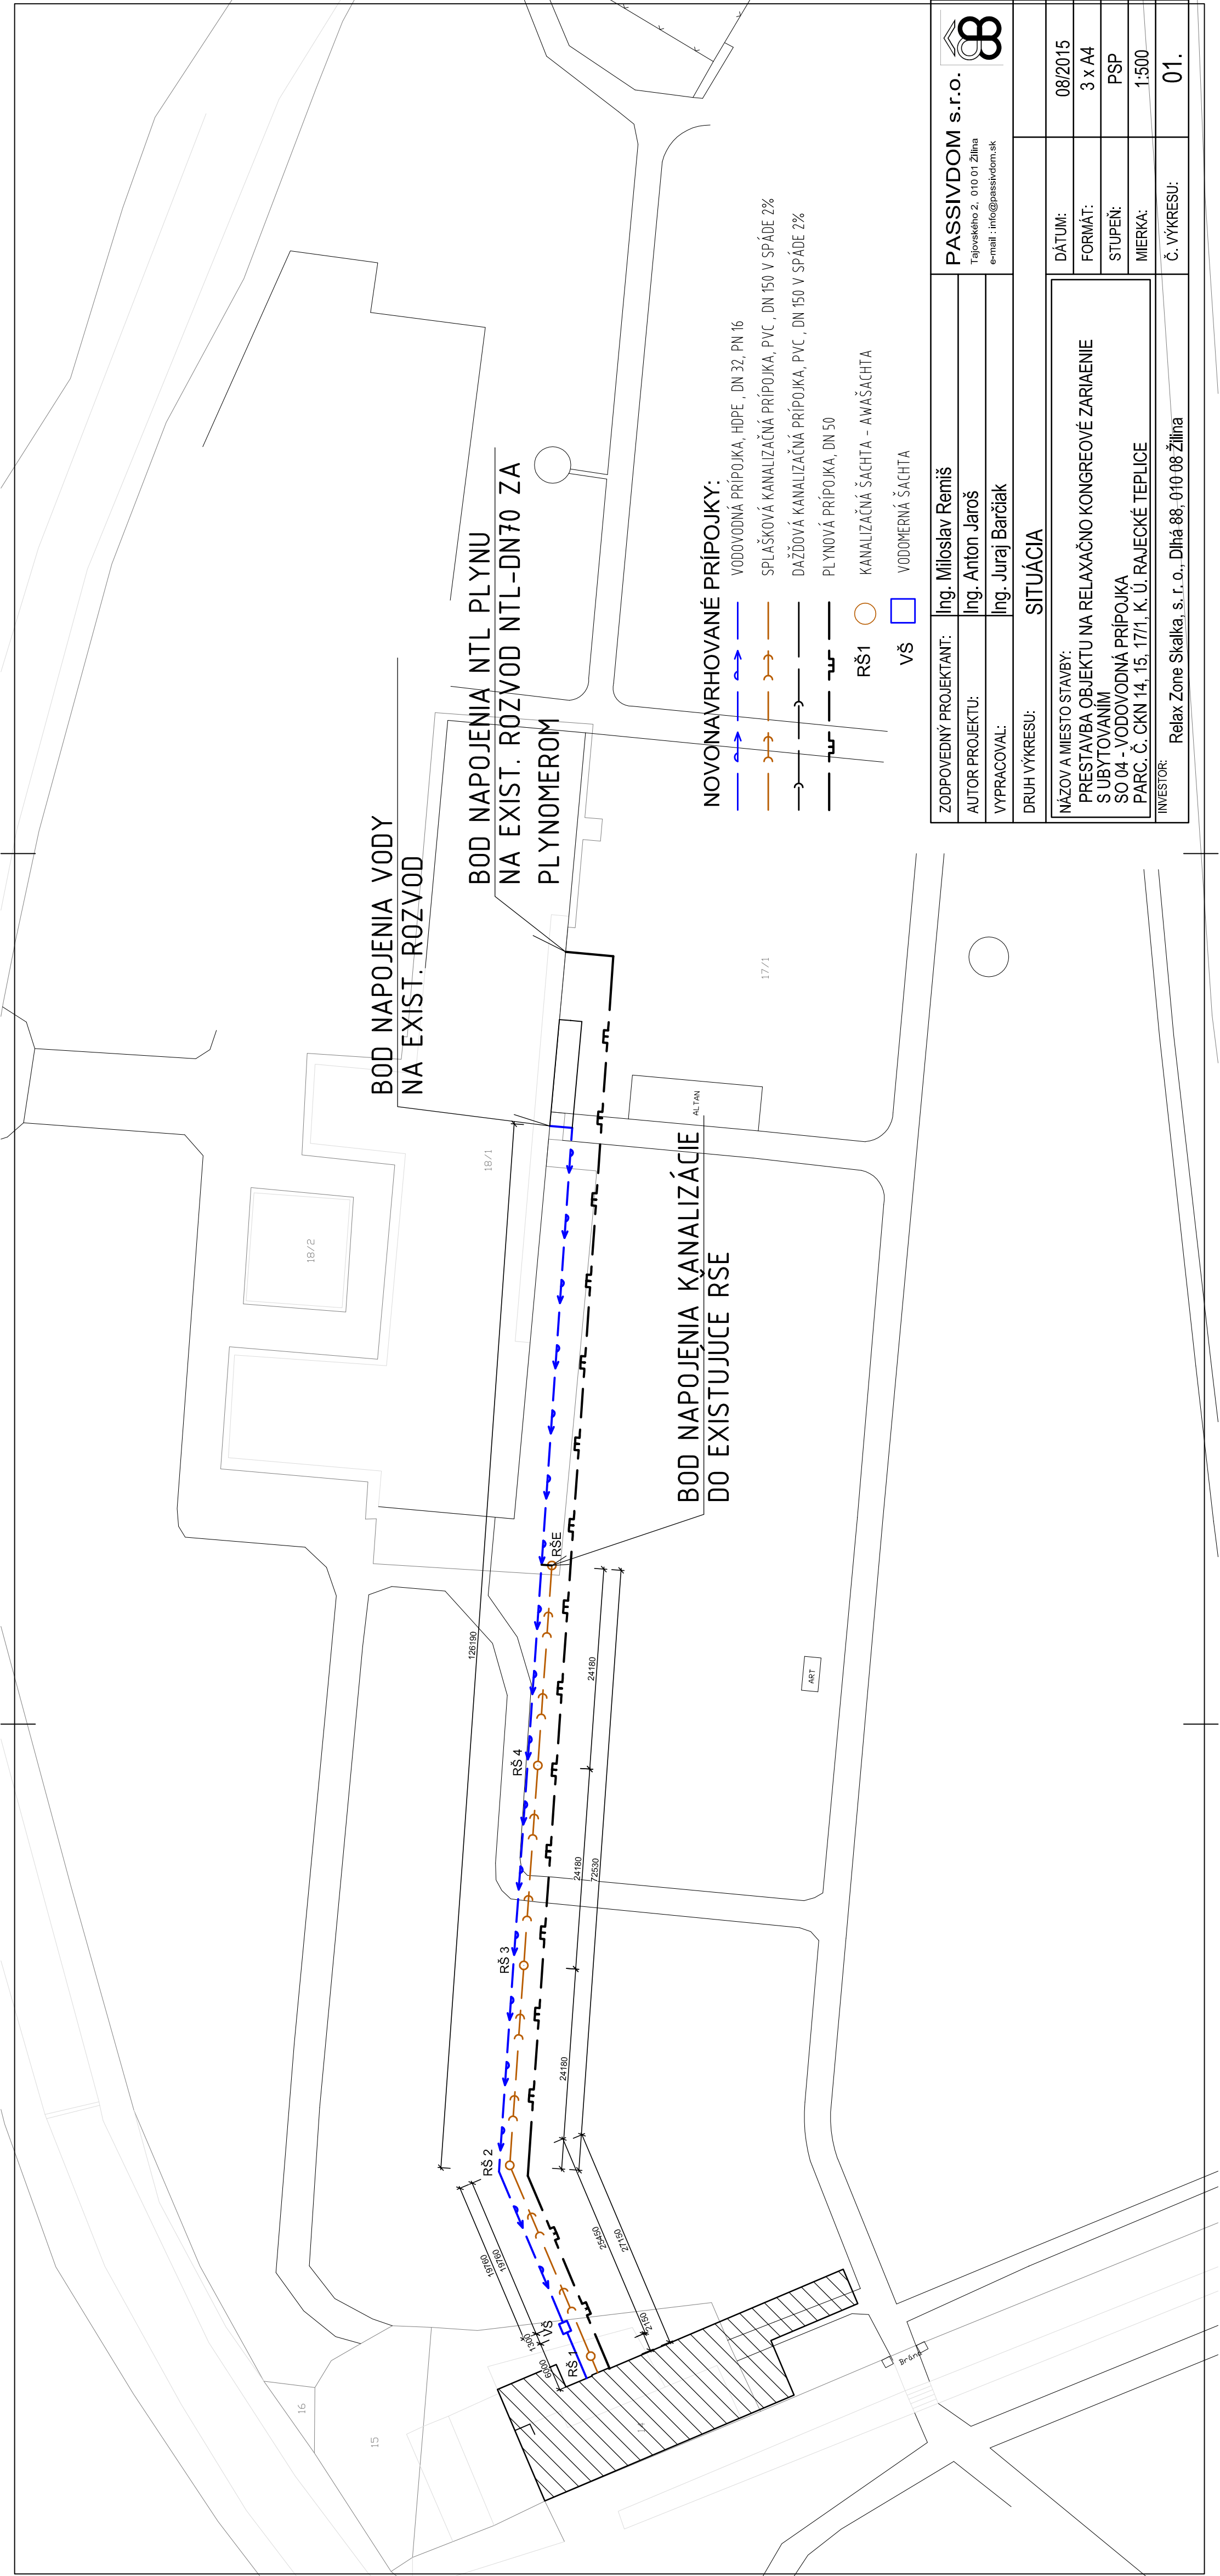 BOD NAPOJENIA VODY
NA EXIST. ROZVOD
BOD NAPOJENIA NTL PLYNU
NA EXIST. ROZVOD NTL-DN70 ZA
PLYNOMEROM
BOD NAPOJENIA KANALIZÁCIE
DO EXISTUJÚCE RŠE
18/2
18/1
17/1
16
15
14
ALTAN
ART
Brána
RŠE
RŠ 4
RŠ 3
RŠ 2
RŠ 1
VŠ
126190
24180
24180
72530
24180
19760
19760
1300
6000
25450
27150
2150
NOVONAVRHOVANÉ PRÍPOJKY:
VODOVODNÁ PRÍPOJKA, HDPE , DN 32, PN 16
SPLAŠKOVÁ KANALIZAČNÁ PRÍPOJKA, PVC , DN 150 V SPÁDE 2%
DAŽĎOVÁ KANALIZAČNÁ PRÍPOJKA, PVC , DN 150 V SPÁDE 2%
PLYNOVÁ PRÍPOJKA, DN 50
RŠ1 KANALIZAČNÁ ŠACHTA - AWAŠACHTA
VŠ VODOMERNÁ ŠACHTA
ZODPOVEDNÝ PROJEKTANT: Ing. Miloslav Remiš
AUTOR PROJEKTU: Ing. Anton Jaroš
VYPRACOVAL: Ing. Juraj Barčiak
PASSIVDOM s.r.o.
Tajovského 2, 010 01 Žilina
e-mail : info@passivdom.sk
DRUH VÝKRESU: SITUÁCIA
NÁZOV A MIESTO STAVBY:
PRESTAVBA OBJEKTU NA RELAXAČNO KONGREOVÉ ZARIAENIE
S UBYTOVANÍM
SO 04 - VODOVODNÁ PRÍPOJKA
PARC. Č. CKN 14, 15, 17/1, K. Ú. RAJECKÉ TEPLICE
DÁTUM: 08/2015
FORMÁT: 3 x A4
STUPEŇ: PSP
MIERKA: 1:500
INVESTOR: Relax Zone Skalka, s. r. o., Dlhá 88, 010 08 Žilina
Č. VÝKRESU: 01.